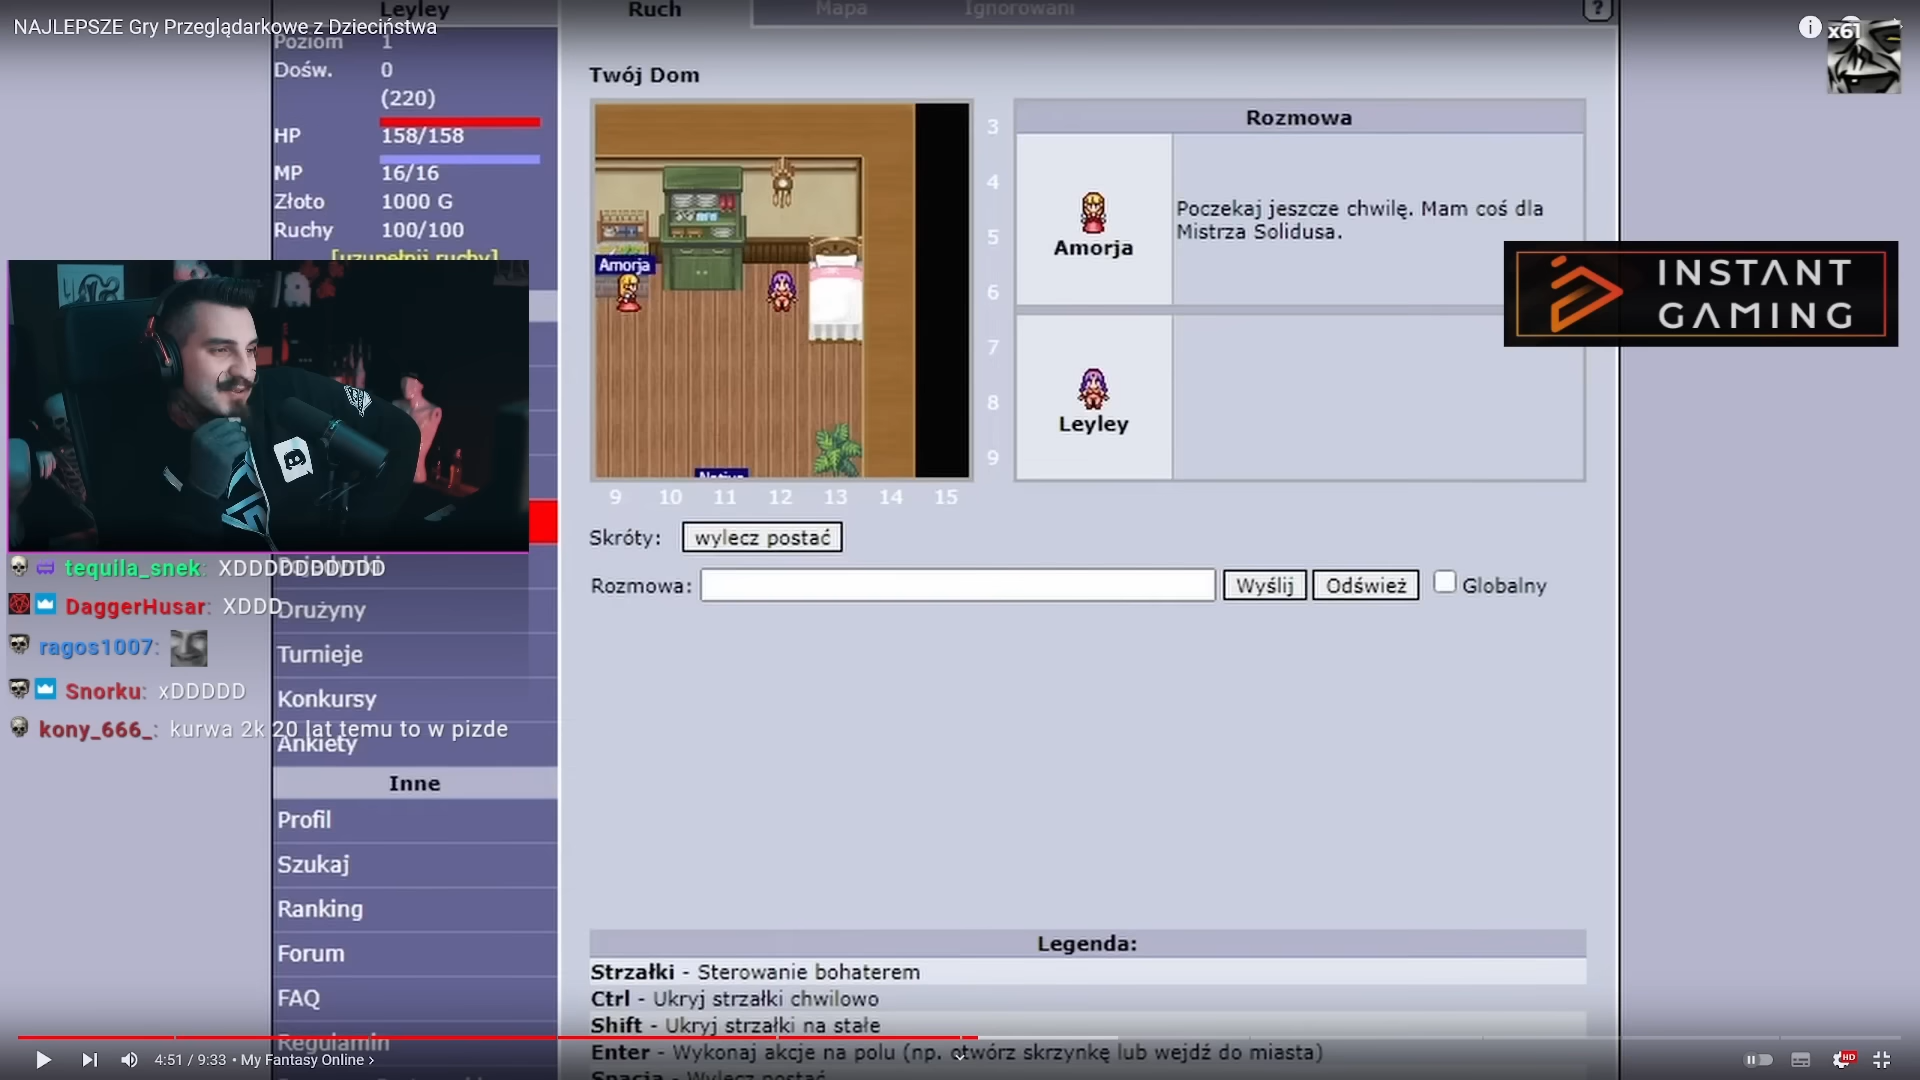 NAJLEPSZE Gry Przeglądarkowe z Dzieciństwa
x61
Leyley
Poziom 1
Dośw. 0
(220)
HP 158/158
MP 16/16
Złoto 1000 G
Ruchy 100/100
[uzupełnij ruchy]
Ruch Mapa Ignorowani ?
Twój Dom
Amorja
3
4
5
6
7
8
9
9 10 11 12 13 14 15
Rozmowa
Amorja
Poczekaj jeszcze chwilę. Mam coś dla
Mistrza Solidusa.
Leyley
INSTANT
GAMING
Skróty: wylecz postać
Rozmowa: Wyślij Odśwież Globalny
tequila_snek: XDDDDDDDDDD
DaggerHusar: XDDD
ragos1007:
Snorku: xDDDDD
kony_666_: kurwa 2k 20 lat temu to w pizde
Drużyny
Turnieje
Konkursy
Ankiety
Inne
Profil
Szukaj
Ranking
Forum
FAQ
Regulamin
Legenda:
Strzałki - Sterowanie bohaterem
Ctrl - Ukryj strzałki chwilowo
Shift - Ukryj strzałki na stałe
Enter - Wykonaj akcje na polu (np. otwórz skrzynkę lub wejdź do miasta)
Spacja - Wylecz postać
4:51 / 9:33 • My Fantasy Online ›
HD